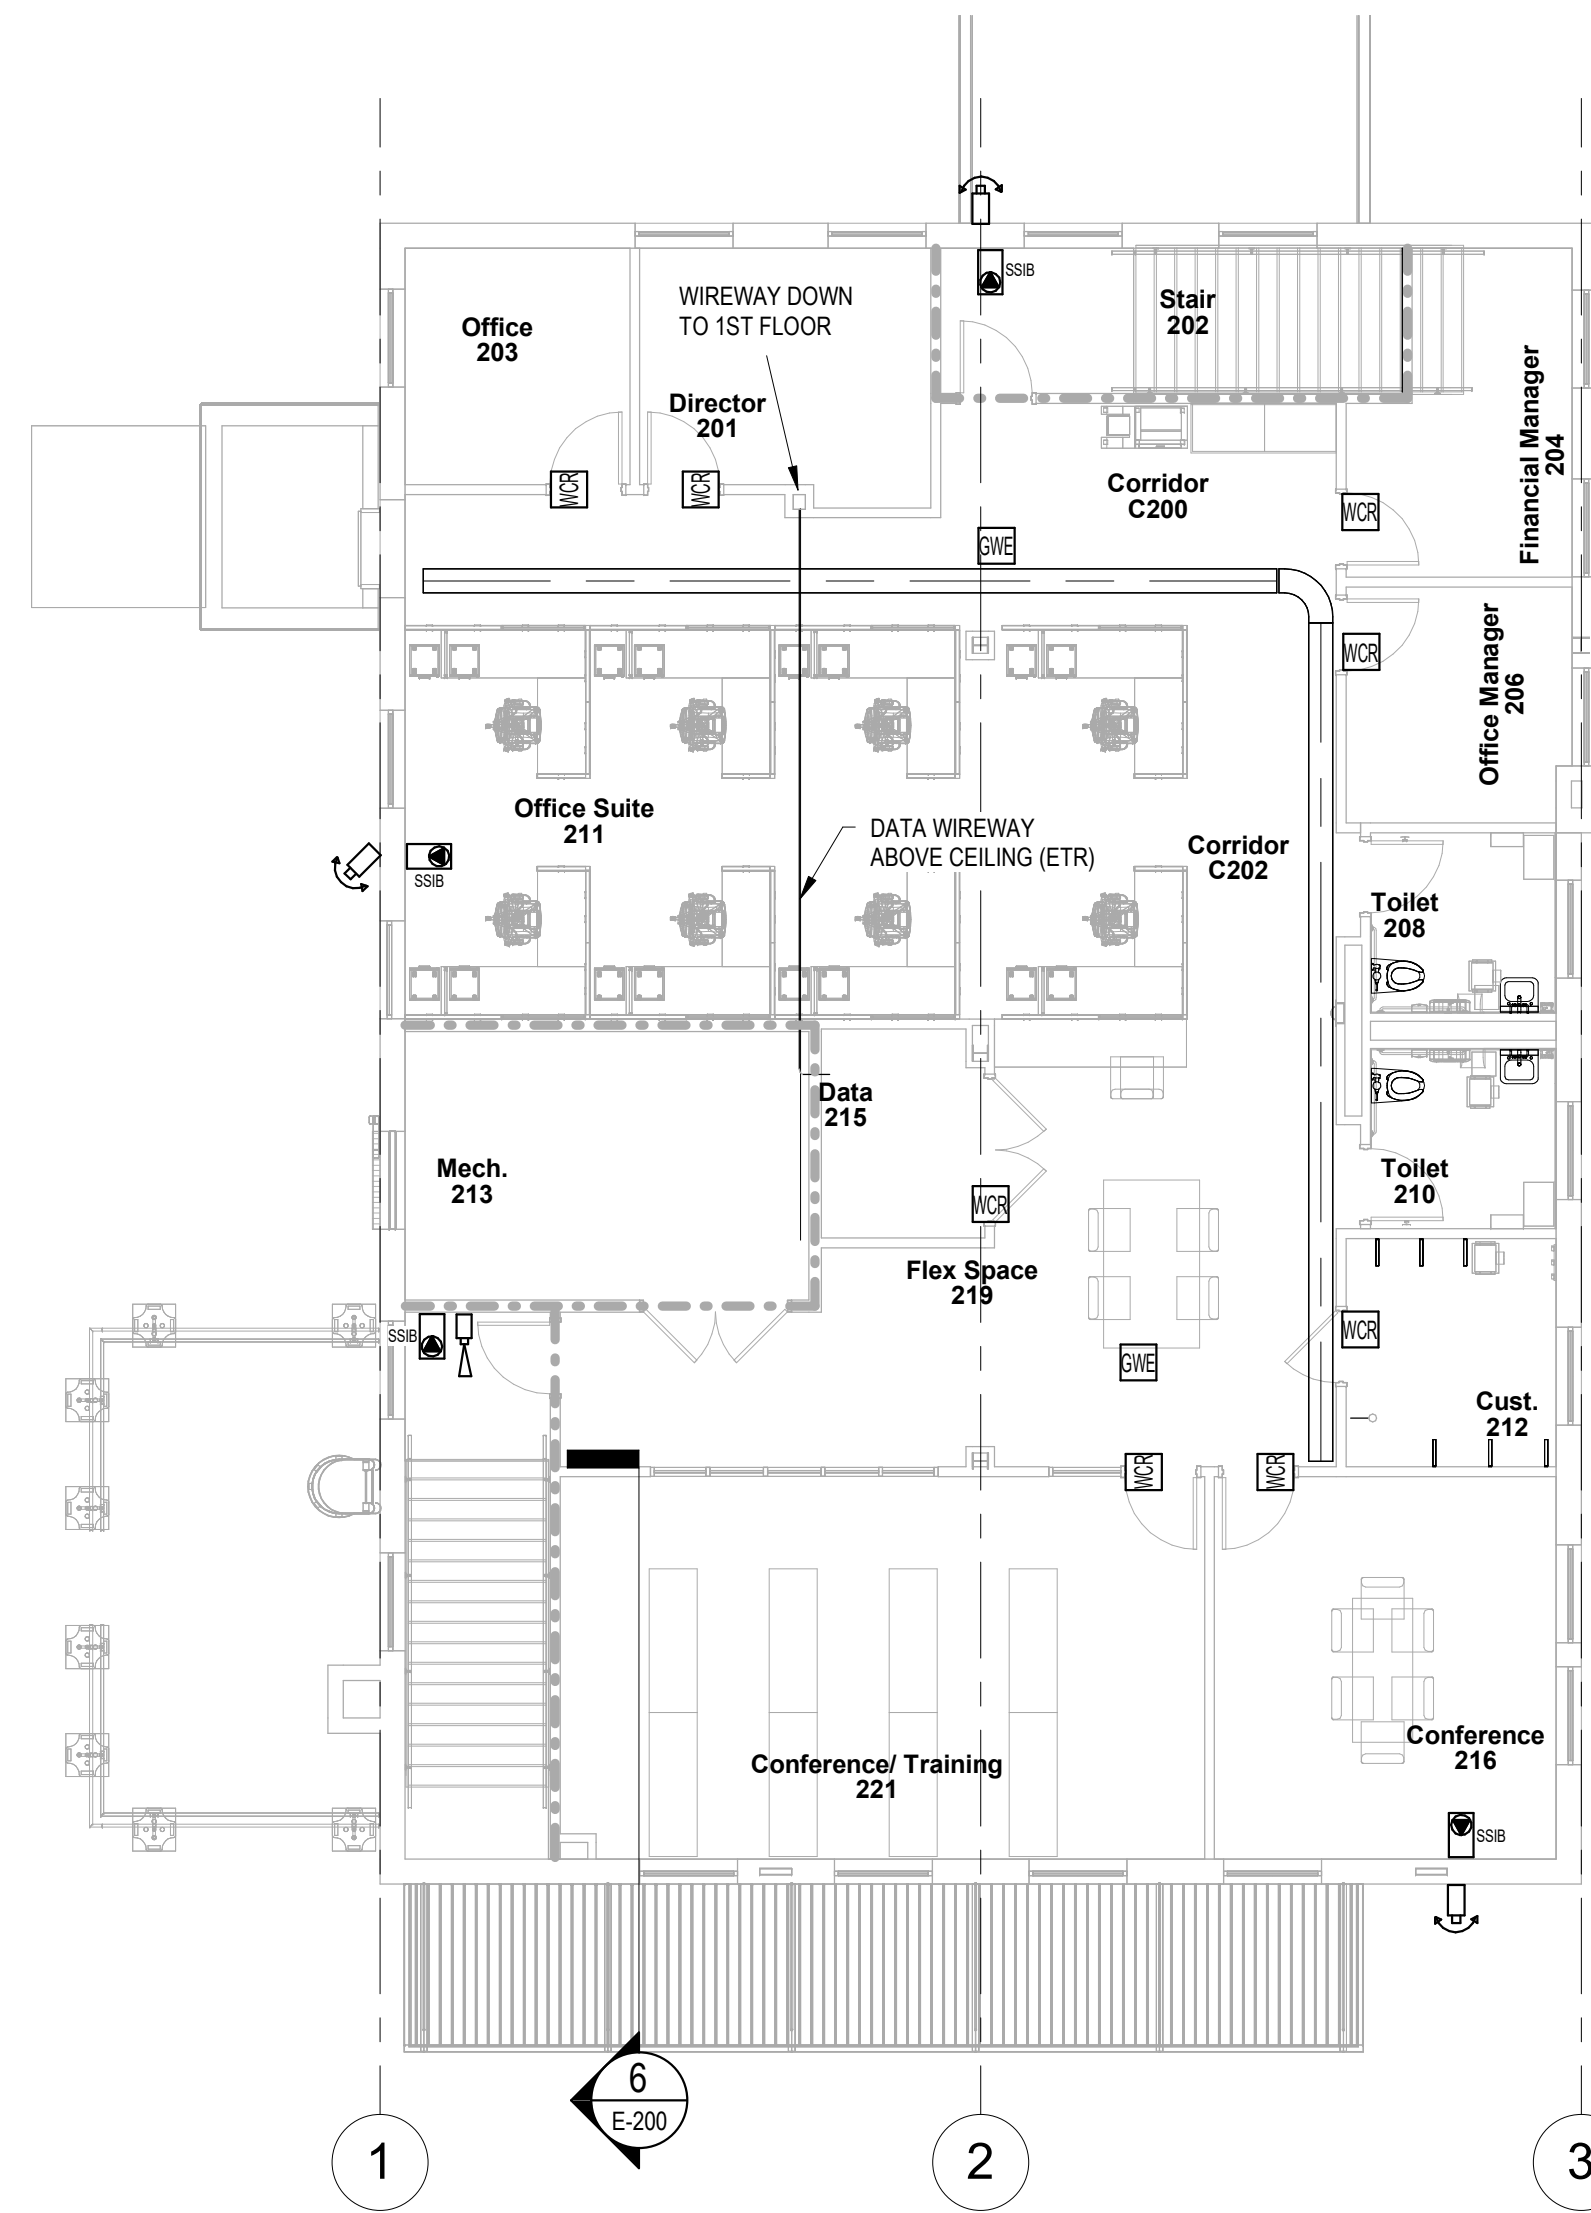 SSIB
WIREWAY DOWN
TO 1ST FLOOR
Stair
202
Office
203
Director
201
Financial Manager
204
WCR
WCR
Corridor
C200
WCR
GWE
Office Manager
206
WCR
Office Suite
211
DATA WIREWAY
ABOVE CEILING (ETR)
Corridor
C202
SSIB
Toilet
208
Data
215
Mech.
213
Toilet
210
WCR
Flex Space
219
SSIB
WCR
GWE
Cust.
212
WCR
WCR
Conference/ Training
221
Conference
216
SSIB
6
E-200
1
2
3